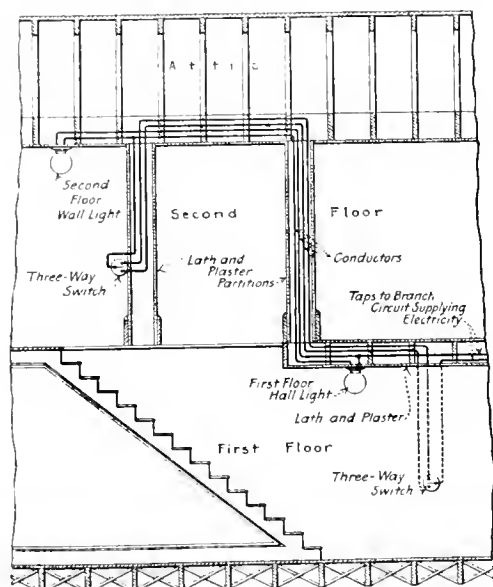 Attic
Second
Floor
Wall Light
Second
Floor
Three-Way
Switch
Lath and
Plaster
Partitions
Conductors
Taps to Branch
Circuit Supplying
Electricity
First Floor
Hall Light
Lath and Plaster
First Floor
Three-Way
Switch